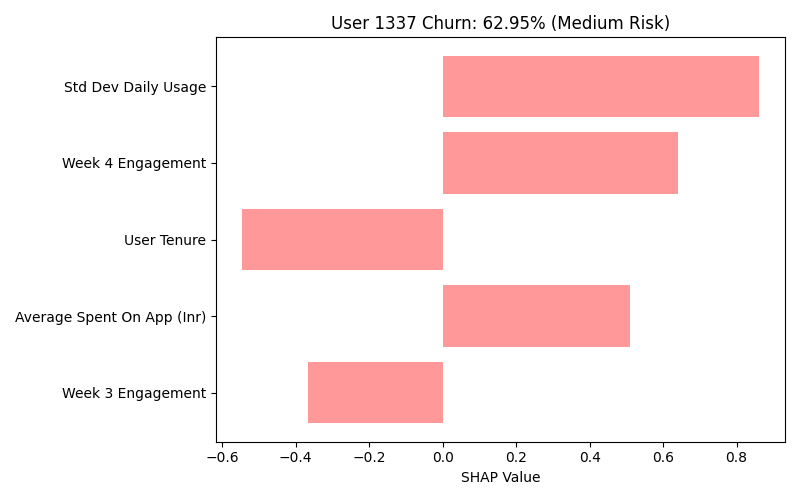 User 1337 Churn: 62.95% (Medium Risk)
Std Dev Daily Usage
Week 4 Engagement
User Tenure
Average Spent On App (Inr)
Week 3 Engagement
−0.6 −0.4 −0.2 0.0 0.2 0.4 0.6 0.8
SHAP Value